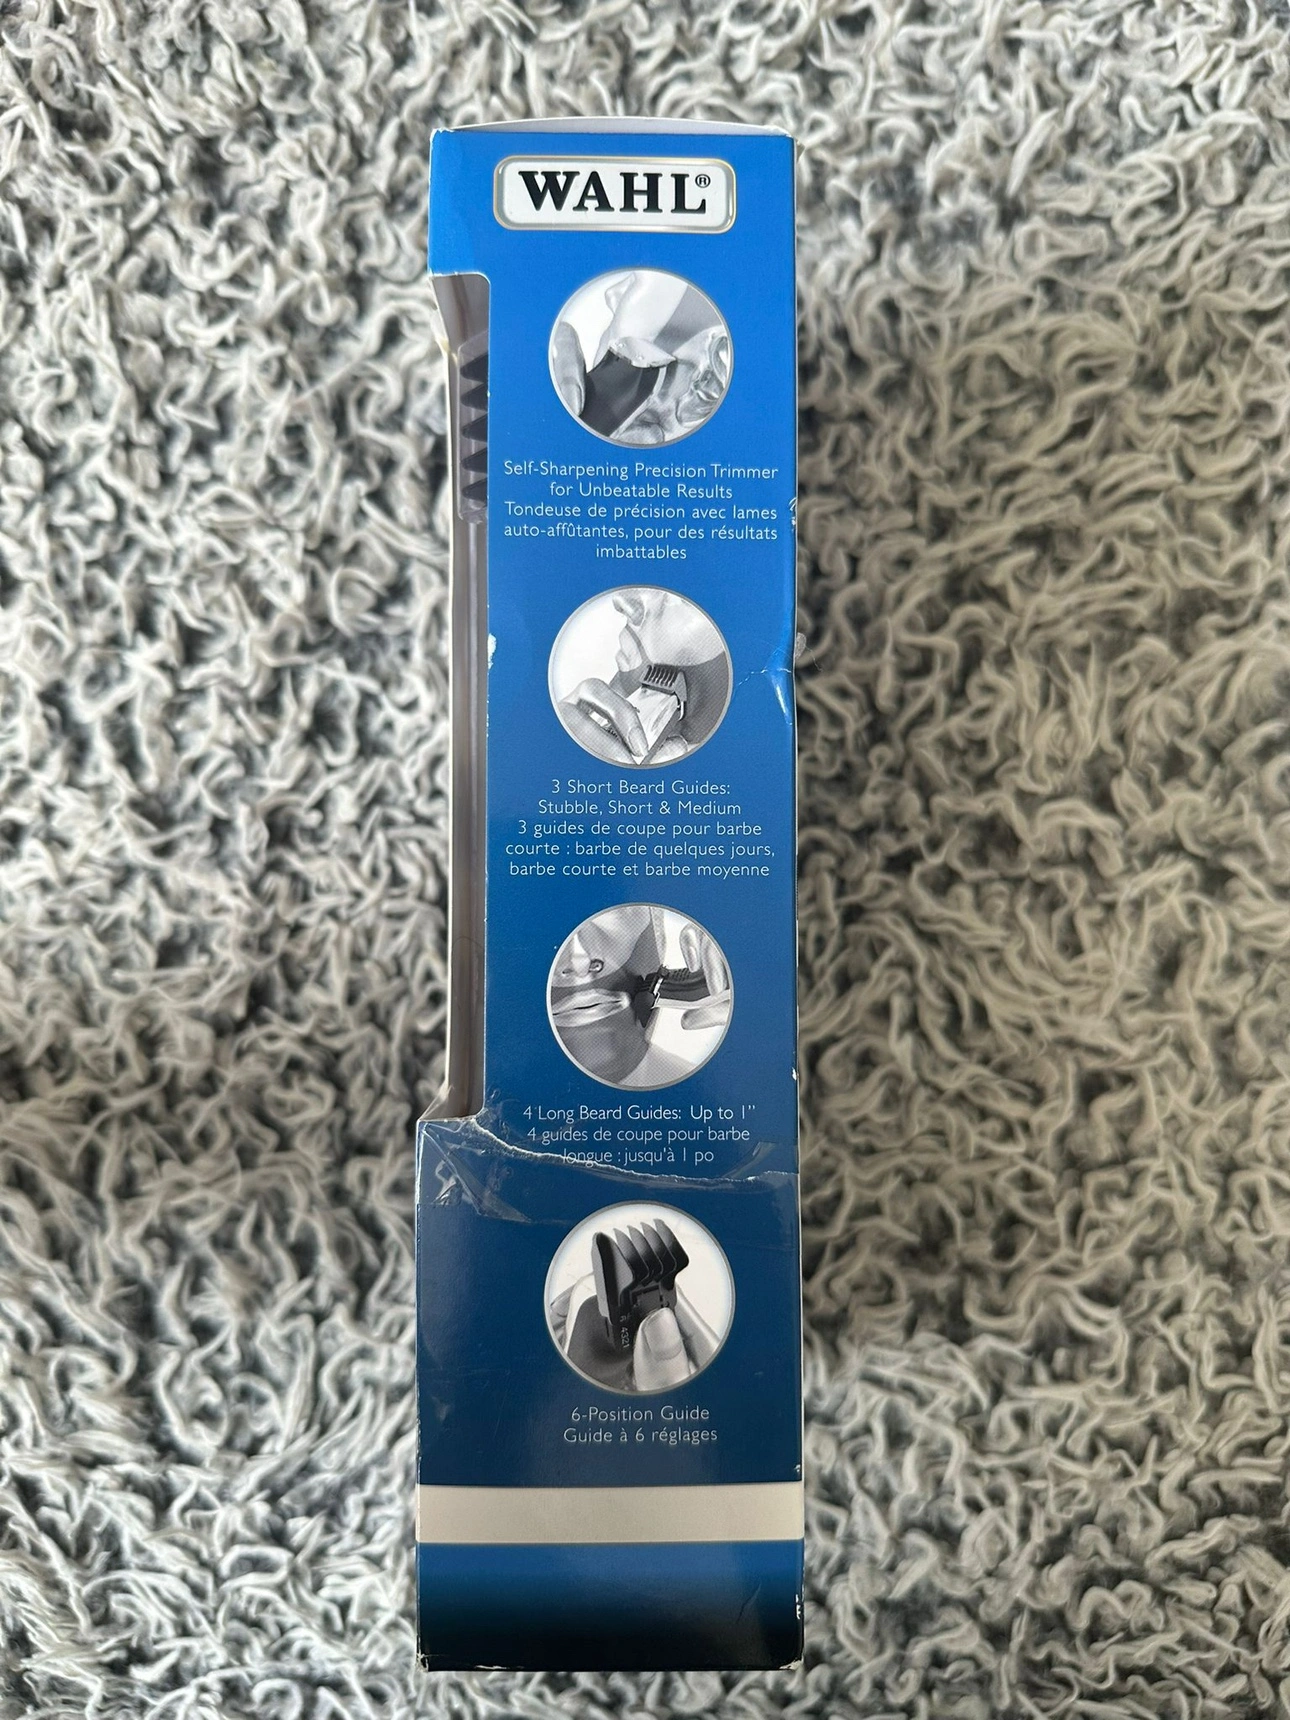 WAHL®
Self-Sharpening Precision Trimmer
for Unbeatable Results
Tondeuse de précision avec lames
auto-affûtantes, pour des résultats
imbattables
3 Short Beard Guides:
Stubble, Short & Medium
3 guides de coupe pour barbe
courte : barbe de quelques jours,
barbe courte et barbe moyenne
4 Long Beard Guides: Up to 1”
4 guides de coupe pour barbe
longue : jusqu'à 1 po
4321
6-Position Guide
Guide à 6 réglages